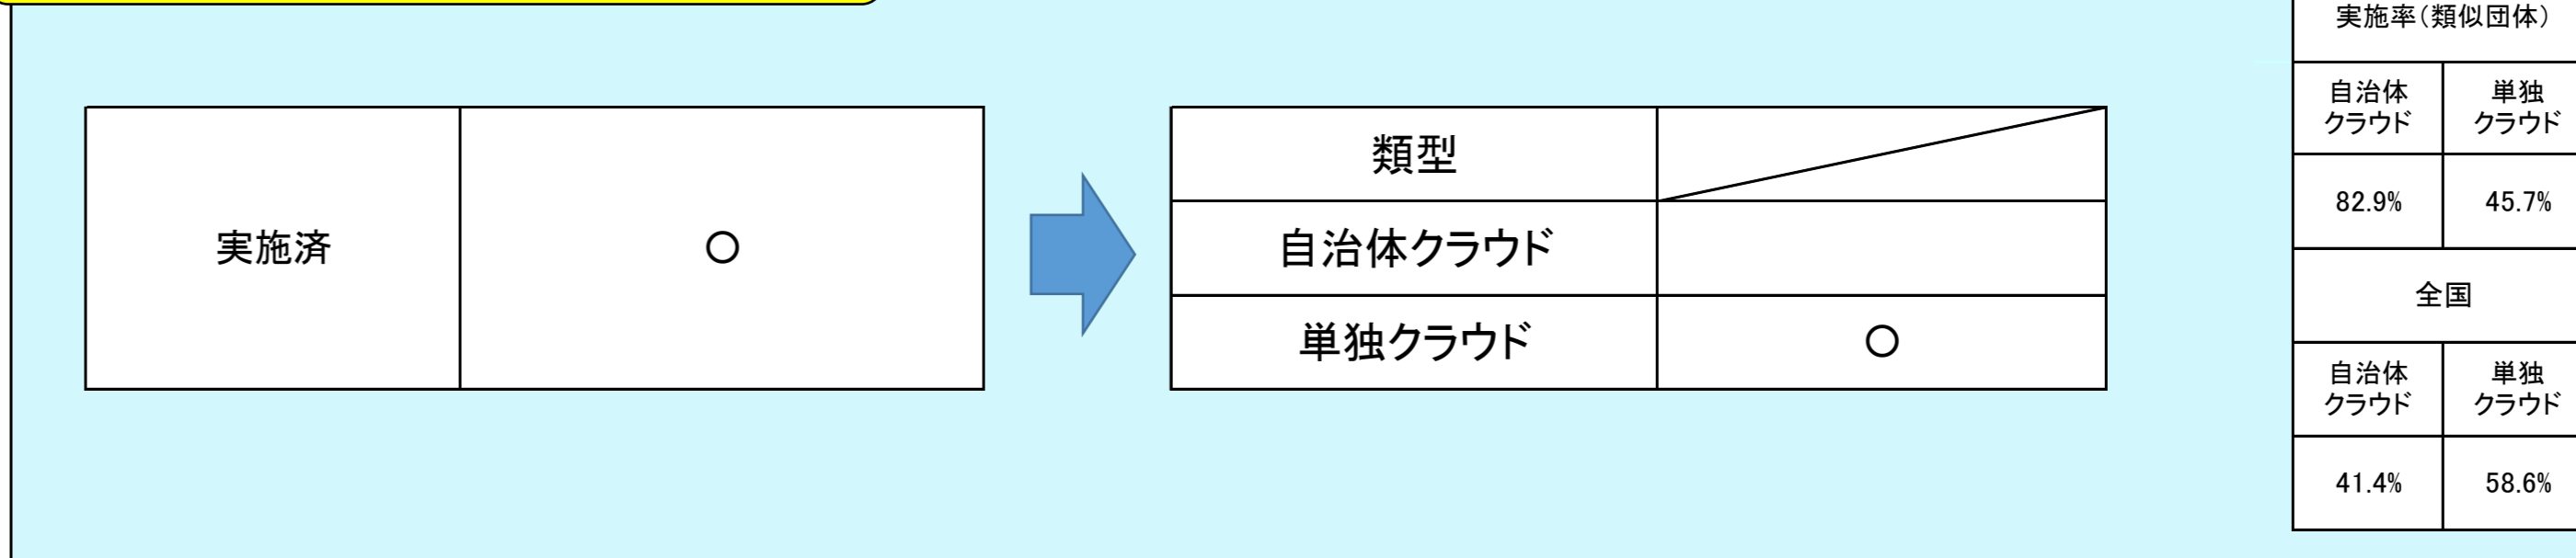 実施済
○
類型
自治体クラウド
単独クラウド
○
実施率（類似団体）
自治体
クラウド
単独
クラウド
82.9%
45.7%
全国
自治体
クラウド
単独
クラウド
41.4%
58.6%